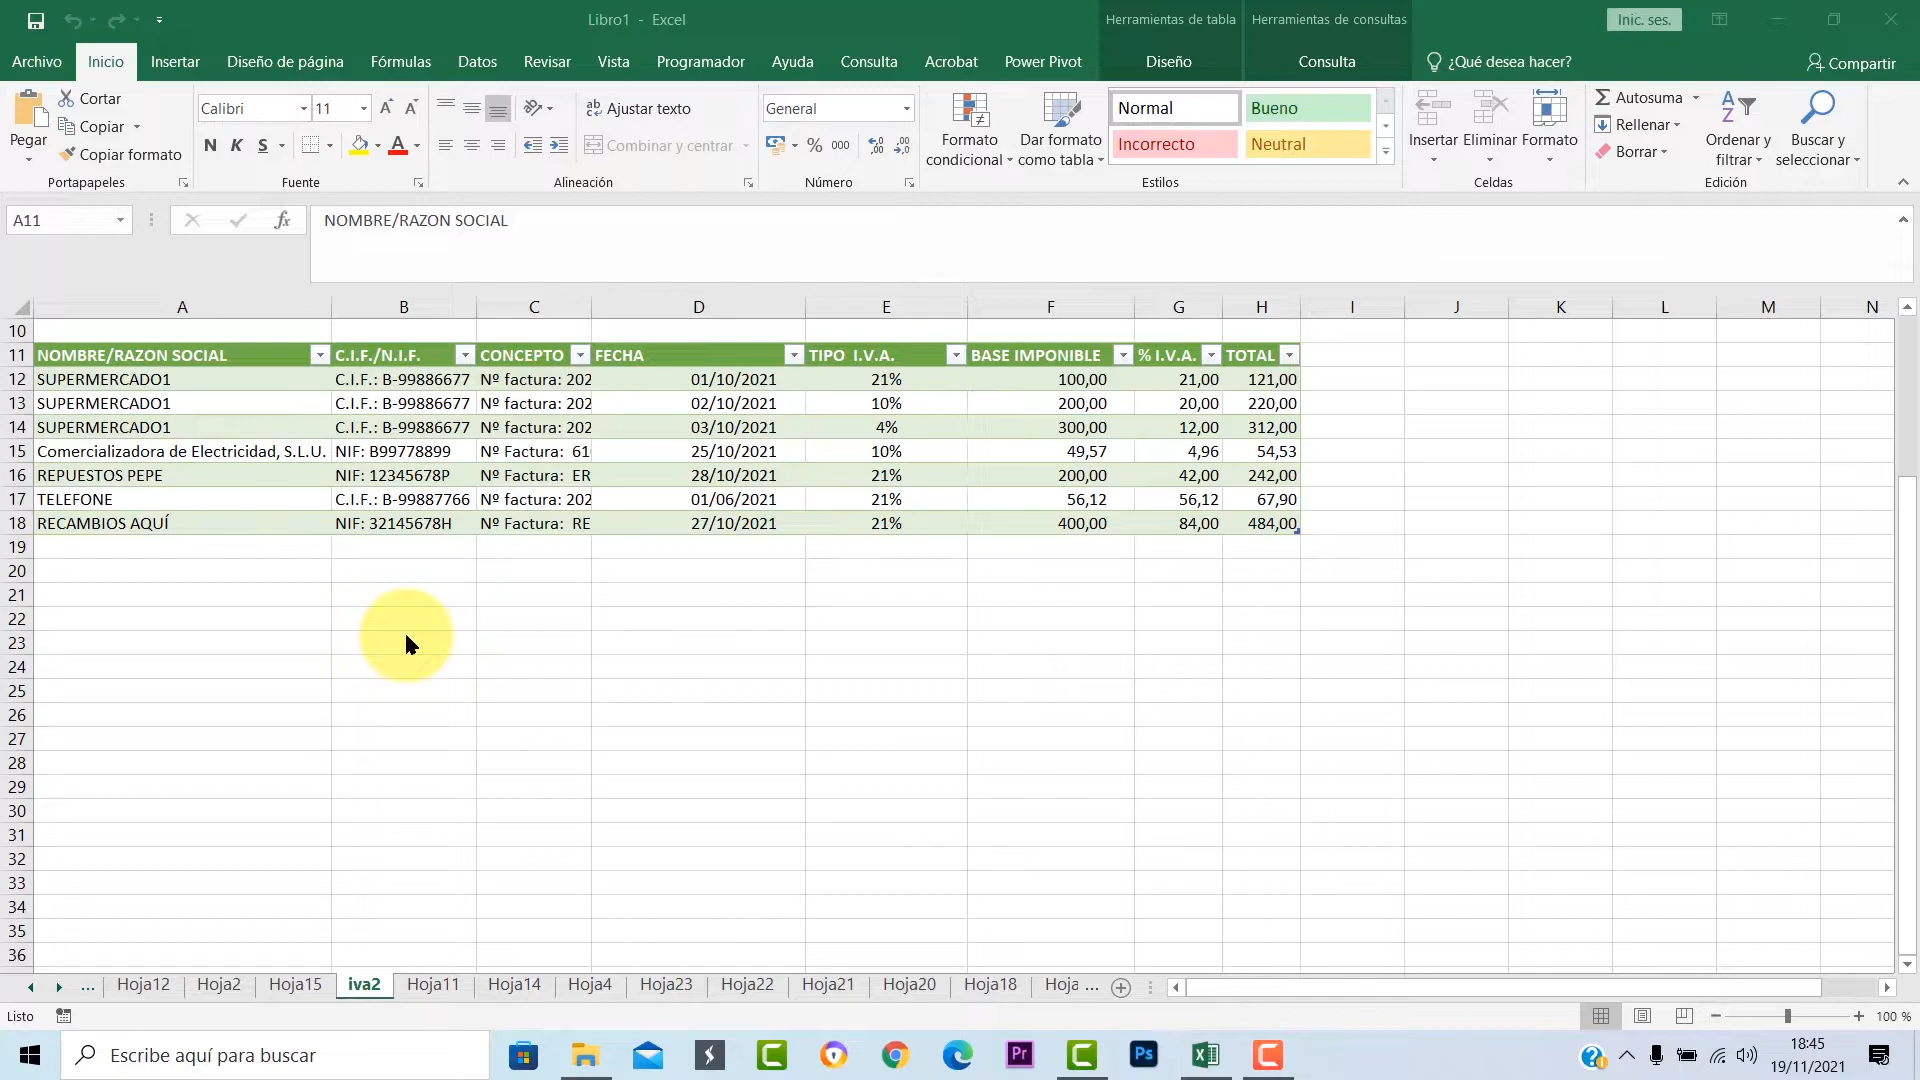 Libro1 - Excel
Herramientas de tabla
Herramientas de consultas
Inic. ses.
Archivo
Inicio
Insertar
Diseño de página
Fórmulas
Datos
Revisar
Vista
Programador
Ayuda
Consulta
Acrobat
Power Pivot
Diseño
Consulta
¿Qué desea hacer?
Compartir
Pegar
Cortar
Copiar
Copiar formato
Portapapeles
Calibri
11
N K S
Fuente
Ajustar texto
Combinar y centrar
Alineación
General
% 000
Número
Formato condicional
Dar formato como tabla
Normal
Bueno
Incorrecto
Neutral
Estilos
Insertar
Eliminar
Formato
Celdas
Autosuma
Rellenar
Borrar
Ordenar y filtrar
Buscar y seleccionar
Edición
A11
fx
NOMBRE/RAZON SOCIAL
A B C D E F G H I J K L M N
10
11 NOMBRE/RAZON SOCIAL C.I.F./N.I.F. CONCEPTO FECHA TIPO I.V.A. BASE IMPONIBLE % I.V.A. TOTAL
12 SUPERMERCADO1 C.I.F.: B-99886677 Nº factura: 202 01/10/2021 21% 100,00 21,00 121,00
13 SUPERMERCADO1 C.I.F.: B-99886677 Nº factura: 202 02/10/2021 10% 200,00 20,00 220,00
14 SUPERMERCADO1 C.I.F.: B-99886677 Nº factura: 202 03/10/2021 4% 300,00 12,00 312,00
15 Comercializadora de Electricidad, S.L.U. NIF: B99778899 Nº Factura: 61 25/10/2021 10% 49,57 4,96 54,53
16 REPUESTOS PEPE NIF: 12345678P Nº Factura: ER 28/10/2021 21% 200,00 42,00 242,00
17 TELEFONE C.I.F.: B-99887766 Nº factura: 202 01/06/2021 21% 56,12 56,12 67,90
18 RECAMBIOS AQUÍ NIF: 32145678H Nº Factura: RE 27/10/2021 21% 400,00 84,00 484,00
19
20
21
22
23
24
25
26
27
28
29
30
31
32
33
34
35
36
... Hoja12 Hoja2 Hoja15 iva2 Hoja11 Hoja14 Hoja4 Hoja23 Hoja22 Hoja21 Hoja20 Hoja18 Hoja ...
Listo
100 %
Escribe aquí para buscar
Pr
Ps
18:45
19/11/2021